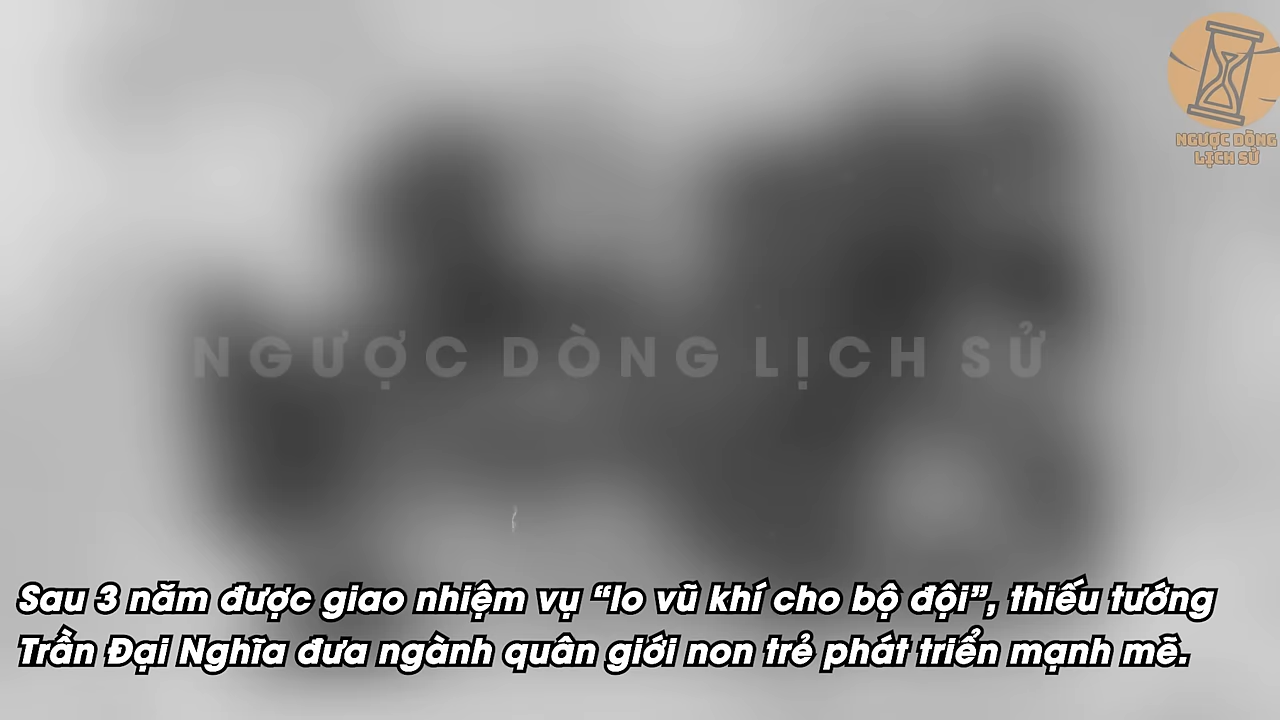 NGƯỢC DÒNG
LỊCH SỬ
NGƯỢC DÒNG LỊCH SỬ
Sau 3 năm được giao nhiệm vụ “lo vũ khí cho bộ đội”, thiếu tướng
Trần Đại Nghĩa đưa ngành quân giới non trẻ phát triển mạnh mẽ.